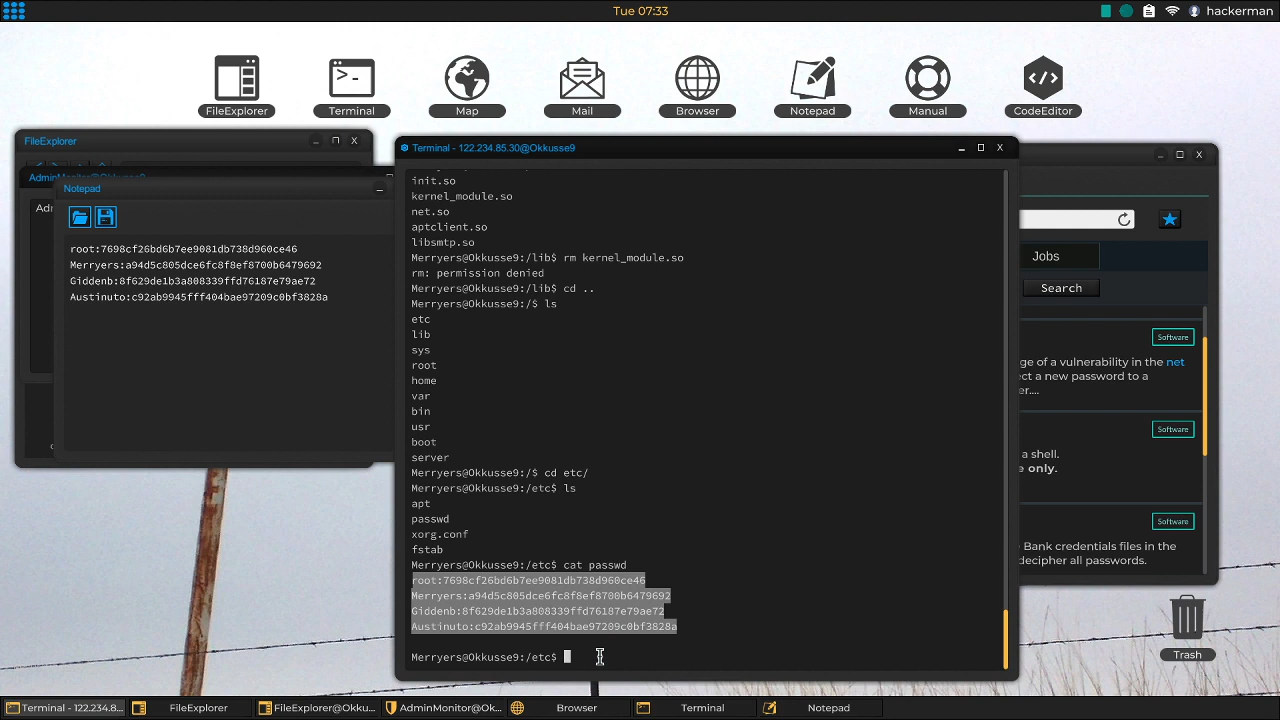 Tue 07:33
hackerman
FileExplorer
Terminal
Map
Mail
Browser
Notepad
Manual
CodeEditor
FileExplorer
Notepad
root:7698cf26bd6b7ee9081db738d960ce46
Merryers:a94d5c805dce6fc8f8ef8700b6479692
Giddenb:8f629de1b3a808339ffd76187e79ae72
Austinuto:c92ab9945fff404bae97209c0bf3828a
Terminal - 122.234.85.30@Okkusse9
init.so
kernel_module.so
net.so
aptclient.so
libsmtp.so
Merryers@Okkusse9:/lib$ rm kernel_module.so
rm: permission denied
Merryers@Okkusse9:/lib$ cd ..
Merryers@Okkusse9:/$ ls
etc
lib
sys
root
home
var
bin
usr
boot
server
Merryers@Okkusse9:/$ cd etc/
Merryers@Okkusse9:/etc$ ls
apt
passwd
xorg.conf
fstab
Merryers@Okkusse9:/etc$ cat passwd
root:7698cf26bd6b7ee9081db738d960ce46
Merryers:a94d5c805dce6fc8f8ef8700b6479692
Giddenb:8f629de1b3a808339ffd76187e79ae72
Austinuto:c92ab9945fff404bae97209c0bf3828a
Merryers@Okkusse9:/etc$
Jobs
Search
Software
ge of a vulnerability in the net
ect a new password to a
er....
Software
a shell.
e only.
Software
Bank credentials files in the
decipher all passwords.
Trash
Terminal - 122.234.8...
FileExplorer
FileExplorer@Okku...
AdminMonitor@Ok...
Browser
Terminal
Notepad